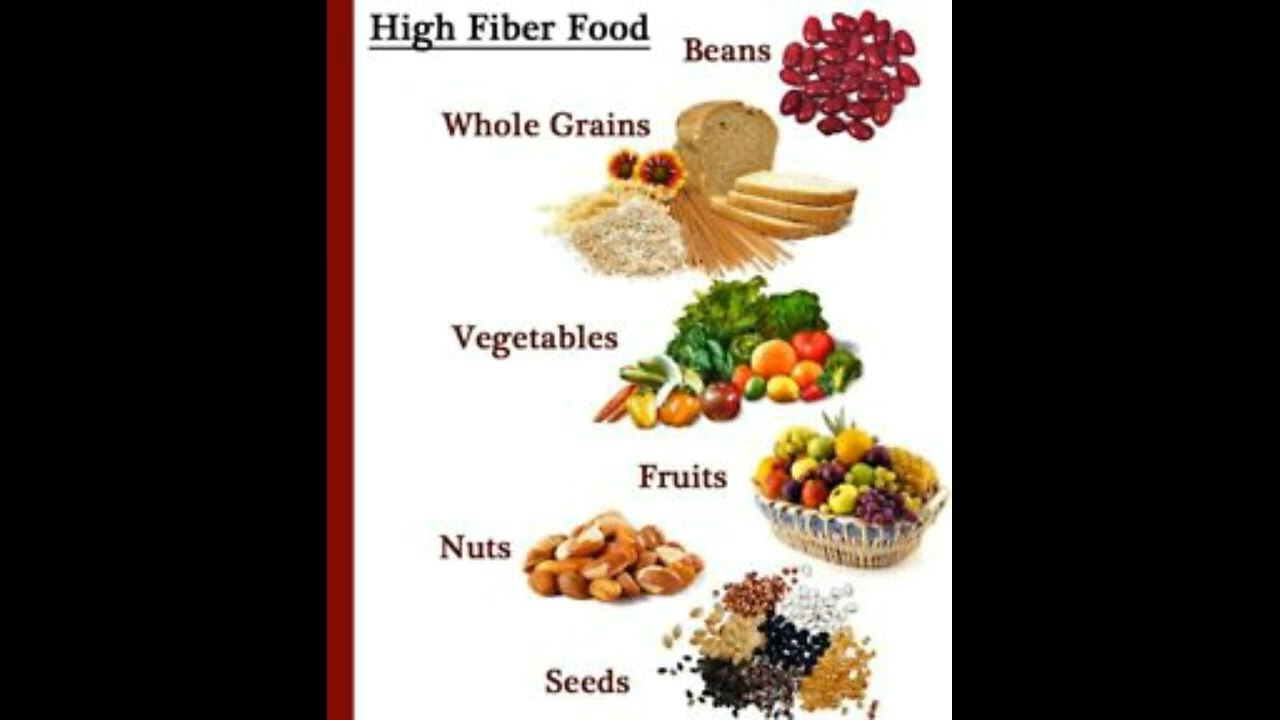 High Fiber Food
Beans
Whole Grains
Vegetables
Fruits
Nuts
Seeds